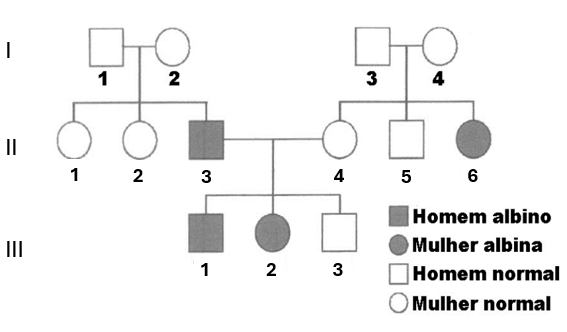 I
1 2 3 4
II
1 2 3 4 5 6
III
1 2 3
Homem albino
Mulher albina
Homem normal
Mulher normal